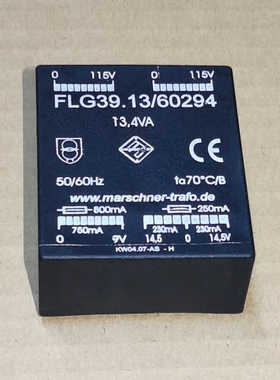 0 115V 0 115V
FLG39.13/60294
13,4VA
CE
50/60Hz ta70°C/B
www.marschner-trafo.de
800mA 250mA
750mA 230mA 230mA
0 9V 14,5 0 14,5V
KW04.07-AS - H